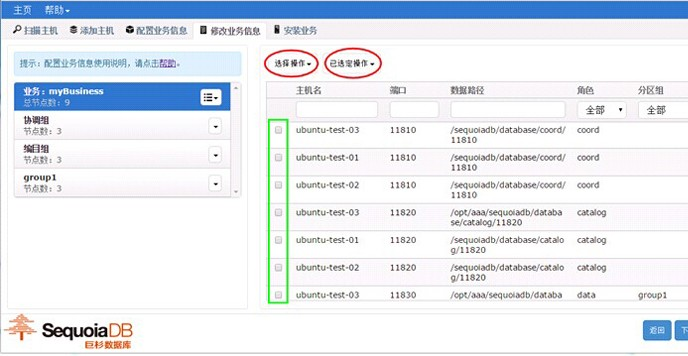 主页 帮助
扫描主机 添加主机 配置业务信息 修改业务信息 安装业务
提示：配置业务信息使用说明，请点击帮助。
业务：myBusiness
总节点数：9
协调组
节点数：3
编目组
节点数：3
group1
节点数：3
选择操作 已选定操作
主机名 端口 数据路径 角色 分区组
全部 全部
ubuntu-test-03 11810 /sequoiadb/database/coord/ coord
11810
ubuntu-test-01 11810 /sequoiadb/database/coord/ coord
11810
ubuntu-test-02 11810 /sequoiadb/database/coord/ coord
11810
ubuntu-test-03 11820 /opt/aaa/sequoiadb/databa catalog
se/catalog/11820
ubuntu-test-01 11820 /sequoiadb/database/catalo catalog
g/11820
ubuntu-test-02 11820 /sequoiadb/database/catalo catalog
g/11820
ubuntu-test-03 11830 /opt/aaa/sequoiadb/databa data group1
SequoiaDB
巨杉数据库
返回 下